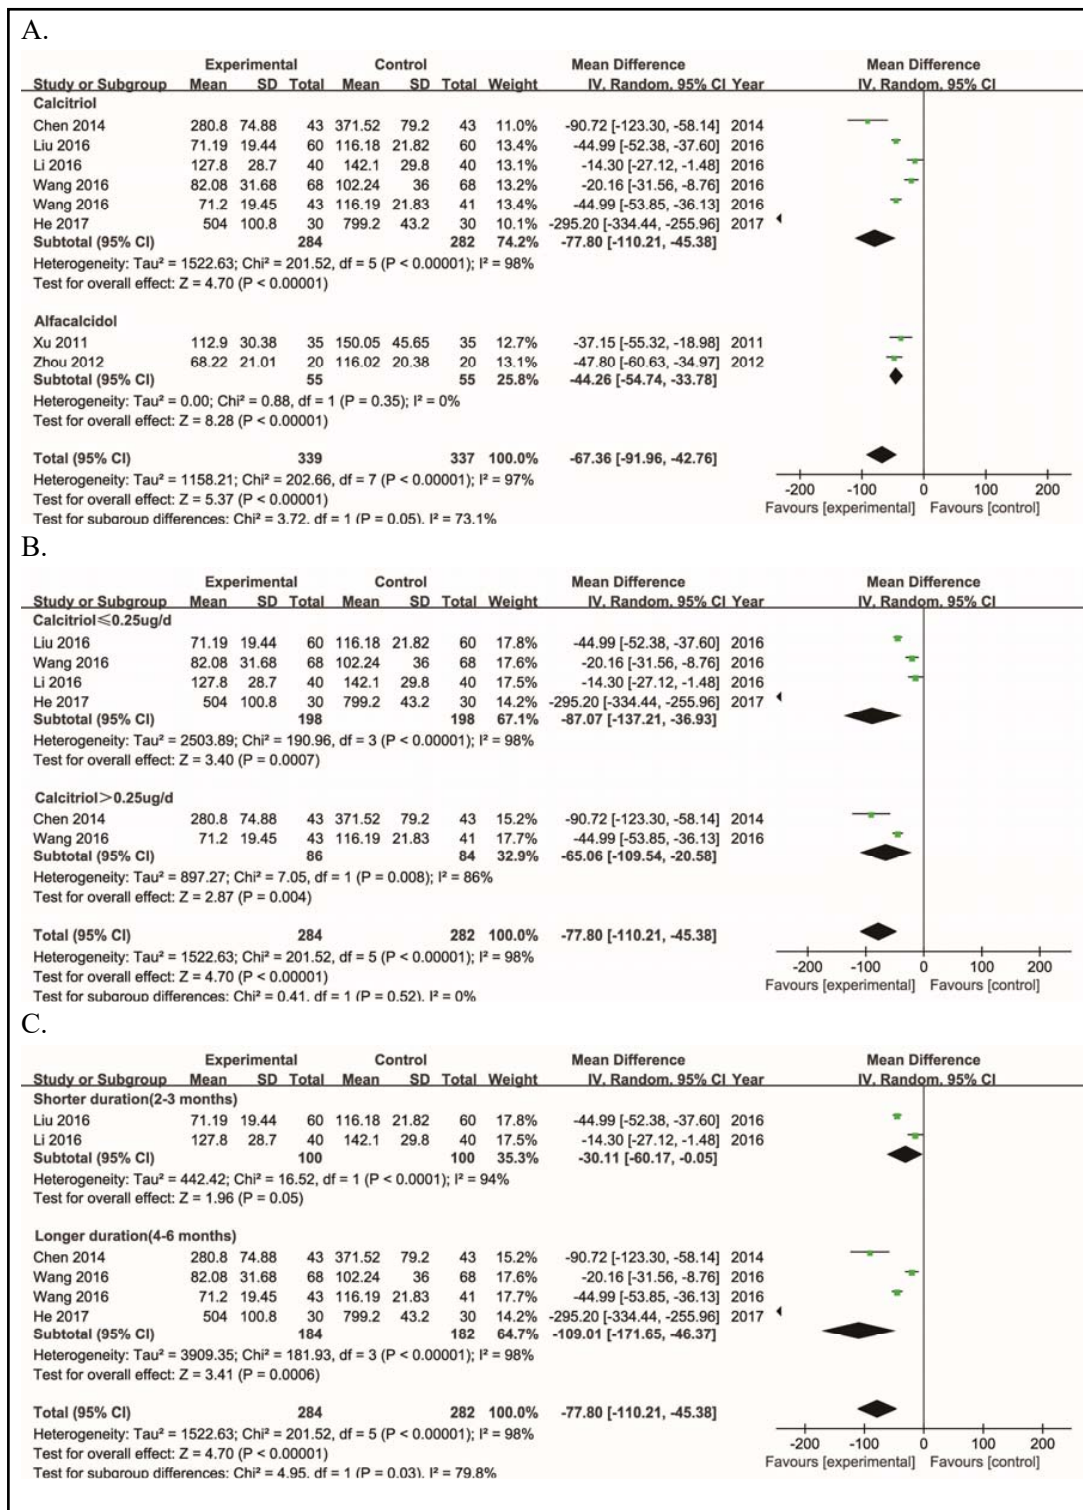 A.
Experimental Control Mean Difference Mean Difference
Study or Subgroup Mean SD Total Mean SD Total Weight IV, Random, 95% CI Year IV, Random, 95% CI
Calcitriol
Chen 2014 280.8 74.88 43 371.52 79.2 43 11.0% -90.72 [-123.30, -58.14] 2014
Liu 2016 71.19 19.44 60 116.18 21.82 60 13.4% -44.99 [-52.38, -37.60] 2016
Li 2016 127.8 28.7 40 142.1 29.8 40 13.1% -14.30 [-27.12, -1.48] 2016
Wang 2016 82.08 31.68 68 102.24 36 68 13.2% -20.16 [-31.56, -8.76] 2016
Wang 2016 71.2 19.45 43 116.19 21.83 41 13.4% -44.99 [-53.85, -36.13] 2016
He 2017 504 100.8 30 799.2 43.2 30 10.1% -295.20 [-334.44, -255.96] 2017
Subtotal (95% CI) 284 282 74.2% -77.80 [-110.21, -45.38]
Heterogeneity: Tau² = 1522.63; Chi² = 201.52, df = 5 (P < 0.00001); I² = 98%
Test for overall effect: Z = 4.70 (P < 0.00001)
Alfacalcidol
Xu 2011 112.9 30.38 35 150.05 45.65 35 12.7% -37.15 [-55.32, -18.98] 2011
Zhou 2012 68.22 21.01 20 116.02 20.38 20 13.1% -47.80 [-60.63, -34.97] 2012
Subtotal (95% CI) 55 55 25.8% -44.26 [-54.74, -33.78]
Heterogeneity: Tau² = 0.00; Chi² = 0.88, df = 1 (P = 0.35); I² = 0%
Test for overall effect: Z = 8.28 (P < 0.00001)
Total (95% CI) 339 337 100.0% -67.36 [-91.96, -42.76]
Heterogeneity: Tau² = 1158.21; Chi² = 202.66, df = 7 (P < 0.00001); I² = 97%
Test for overall effect: Z = 5.37 (P < 0.00001)
Test for subgroup differences: Chi² = 3.72, df = 1 (P = 0.05), I² = 73.1%
-200 -100 0 100 200
Favours [experimental] Favours [control]
B.
Experimental Control Mean Difference Mean Difference
Study or Subgroup Mean SD Total Mean SD Total Weight IV, Random, 95% CI Year IV, Random, 95% CI
Calcitriol≤0.25ug/d
Liu 2016 71.19 19.44 60 116.18 21.82 60 17.8% -44.99 [-52.38, -37.60] 2016
Wang 2016 82.08 31.68 68 102.24 36 68 17.6% -20.16 [-31.56, -8.76] 2016
Li 2016 127.8 28.7 40 142.1 29.8 40 17.5% -14.30 [-27.12, -1.48] 2016
He 2017 504 100.8 30 799.2 43.2 30 14.2% -295.20 [-334.44, -255.96] 2017
Subtotal (95% CI) 198 198 67.1% -87.07 [-137.21, -36.93]
Heterogeneity: Tau² = 2503.89; Chi² = 190.96, df = 3 (P < 0.00001); I² = 98%
Test for overall effect: Z = 3.40 (P = 0.0007)
Calcitriol＞0.25ug/d
Chen 2014 280.8 74.88 43 371.52 79.2 43 15.2% -90.72 [-123.30, -58.14] 2014
Wang 2016 71.2 19.45 43 116.19 21.83 41 17.7% -44.99 [-53.85, -36.13] 2016
Subtotal (95% CI) 86 84 32.9% -65.06 [-109.54, -20.58]
Heterogeneity: Tau² = 897.27; Chi² = 7.05, df = 1 (P = 0.008); I² = 86%
Test for overall effect: Z = 2.87 (P = 0.004)
Total (95% CI) 284 282 100.0% -77.80 [-110.21, -45.38]
Heterogeneity: Tau² = 1522.63; Chi² = 201.52, df = 5 (P < 0.00001); I² = 98%
Test for overall effect: Z = 4.70 (P < 0.00001)
Test for subgroup differences: Chi² = 0.41, df = 1 (P = 0.52), I² = 0%
-200 -100 0 100 200
Favours [experimental] Favours [control]
C.
Experimental Control Mean Difference Mean Difference
Study or Subgroup Mean SD Total Mean SD Total Weight IV, Random, 95% CI Year IV, Random, 95% CI
Shorter duration(2-3 months)
Liu 2016 71.19 19.44 60 116.18 21.82 60 17.8% -44.99 [-52.38, -37.60] 2016
Li 2016 127.8 28.7 40 142.1 29.8 40 17.5% -14.30 [-27.12, -1.48] 2016
Subtotal (95% CI) 100 100 35.3% -30.11 [-60.17, -0.05]
Heterogeneity: Tau² = 442.42; Chi² = 16.52, df = 1 (P < 0.0001); I² = 94%
Test for overall effect: Z = 1.96 (P = 0.05)
Longer duration(4-6 months)
Chen 2014 280.8 74.88 43 371.52 79.2 43 15.2% -90.72 [-123.30, -58.14] 2014
Wang 2016 82.08 31.68 68 102.24 36 68 17.6% -20.16 [-31.56, -8.76] 2016
Wang 2016 71.2 19.45 43 116.19 21.83 41 17.7% -44.99 [-53.85, -36.13] 2016
He 2017 504 100.8 30 799.2 43.2 30 14.2% -295.20 [-334.44, -255.96] 2017
Subtotal (95% CI) 184 182 64.7% -109.01 [-171.65, -46.37]
Heterogeneity: Tau² = 3909.35; Chi² = 181.93, df = 3 (P < 0.00001); I² = 98%
Test for overall effect: Z = 3.41 (P = 0.0006)
Total (95% CI) 284 282 100.0% -77.80 [-110.21, -45.38]
Heterogeneity: Tau² = 1522.63; Chi² = 201.52, df = 5 (P < 0.00001); I² = 98%
Test for overall effect: Z = 4.70 (P < 0.00001)
Test for subgroup differences: Chi² = 4.95, df = 1 (P = 0.03), I² = 79.8%
-200 -100 0 100 200
Favours [experimental] Favours [control]